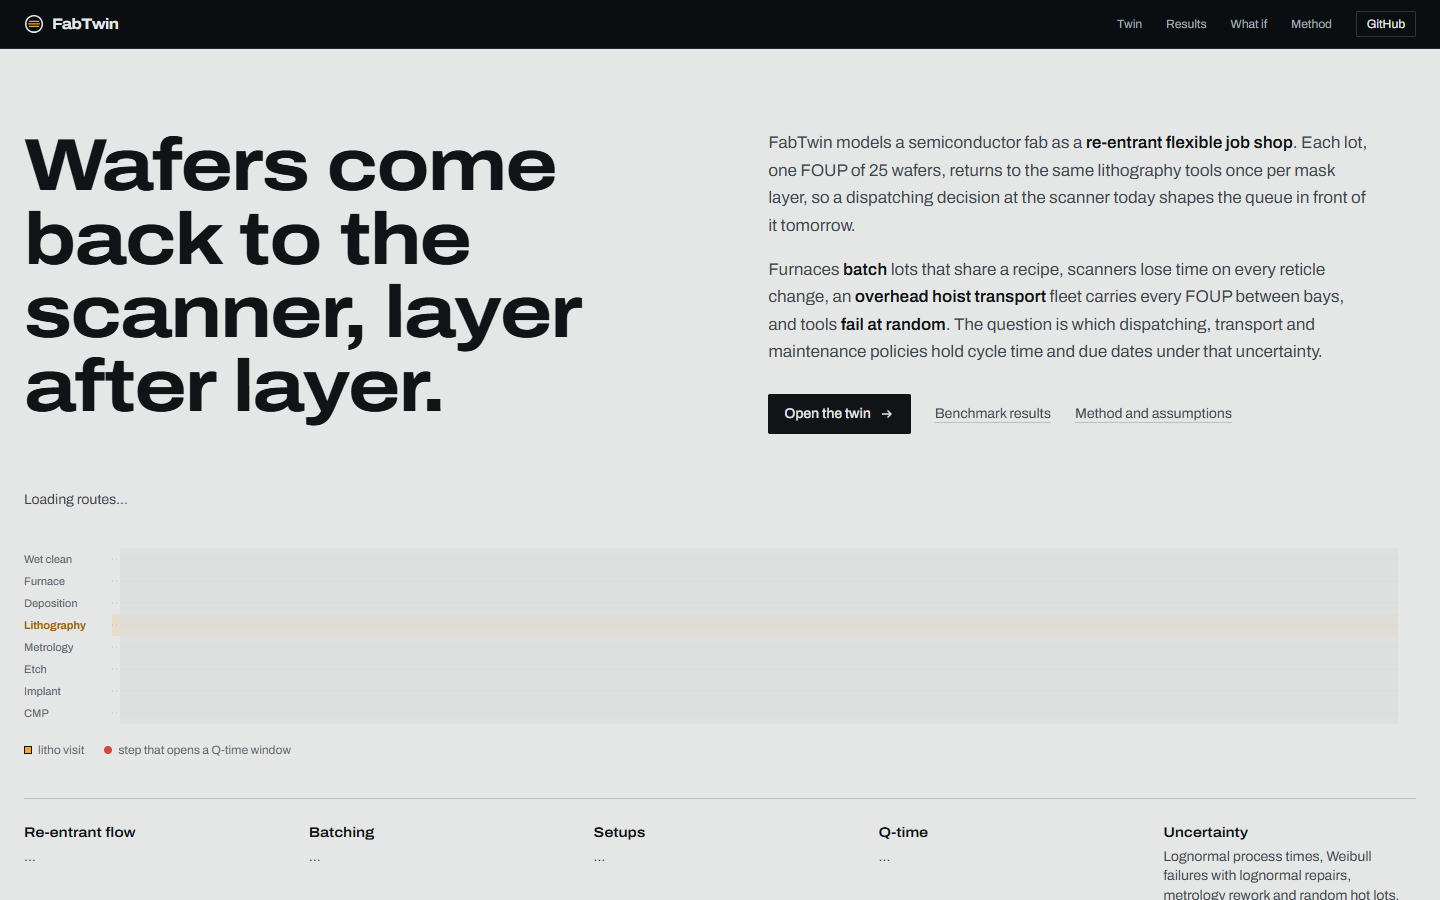 FabTwin
Twin
Results
What if
Method
GitHub
Wafers come
back to the
scanner, layer
after layer.
FabTwin models a semiconductor fab as a re-entrant flexible job shop. Each lot,
one FOUP of 25 wafers, returns to the same lithography tools once per mask
layer, so a dispatching decision at the scanner today shapes the queue in front of
it tomorrow.
Furnaces batch lots that share a recipe, scanners lose time on every reticle
change, an overhead hoist transport fleet carries every FOUP between bays,
and tools fail at random. The question is which dispatching, transport and
maintenance policies hold cycle time and due dates under that uncertainty.
Open the twin →
Benchmark results
Method and assumptions
Loading routes...
Wet clean
Furnace
Deposition
Lithography
Metrology
Etch
Implant
CMP
litho visit
step that opens a Q-time window
Re-entrant flow
...
Batching
...
Setups
...
Q-time
...
Uncertainty
Lognormal process times, Weibull
failures with lognormal repairs,
metrology rework and random hot lots.